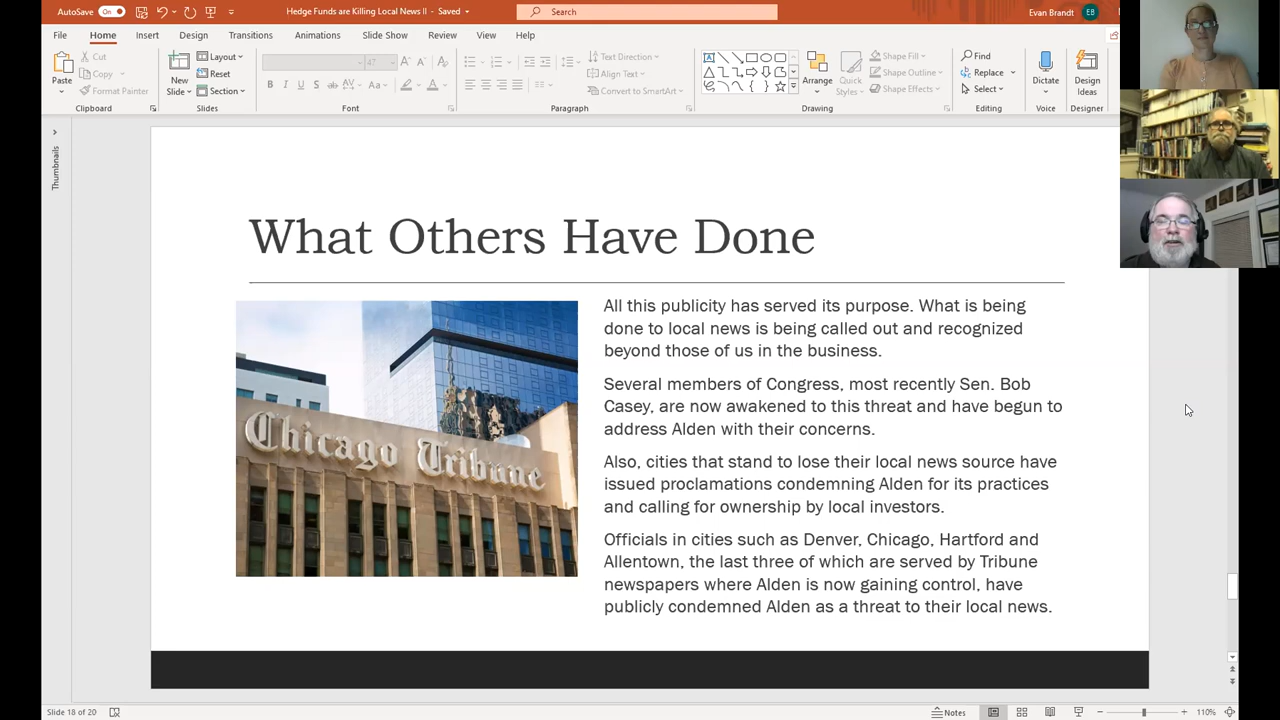 AutoSave On Hedge Funds are Killing Local News II - Saved Search Evan Brandt EB
File Home Insert Design Transitions Animations Slide Show Review View Help
Paste Cut Copy Format Painter
Clipboard
New Slide Layout Reset Section
Slides
47
Font
Text Direction Align Text Convert to SmartArt
Paragraph
Arrange Quick Styles Shape Fill Shape Outline Shape Effects
Drawing
Find Replace Select
Editing
Dictate
Voice
Design Ideas
Designer
Thumbnails
What Others Have Done
Chicago Tribune
All this publicity has served its purpose. What is being
done to local news is being called out and recognized
beyond those of us in the business.
Several members of Congress, most recently Sen. Bob
Casey, are now awakened to this threat and have begun to
address Alden with their concerns.
Also, cities that stand to lose their local news source have
issued proclamations condemning Alden for its practices
and calling for ownership by local investors.
Officials in cities such as Denver, Chicago, Hartford and
Allentown, the last three of which are served by Tribune
newspapers where Alden is now gaining control, have
publicly condemned Alden as a threat to their local news.
Slide 18 of 20 Notes 110%